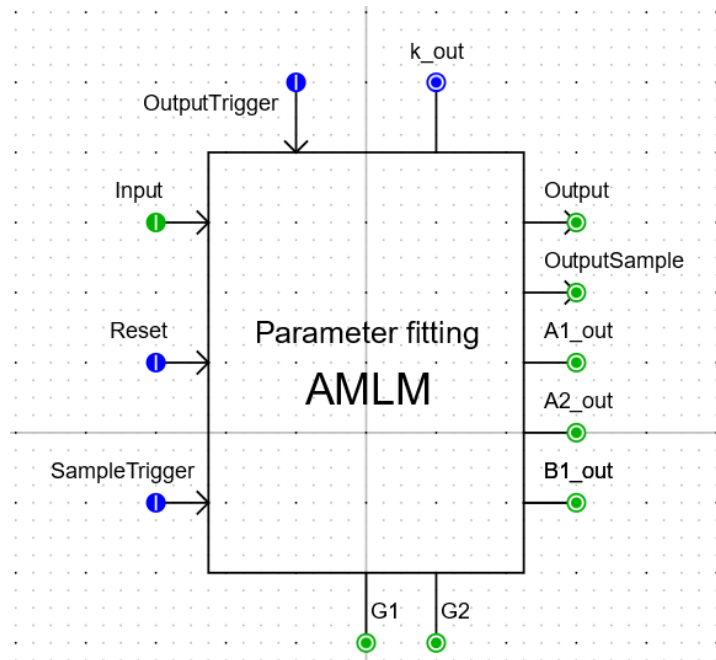 k_out
OutputTrigger
Input
Output
OutputSample
Reset
Parameter fitting
A1_out
AMLM
A2_out
SampleTrigger
B1_out
G1
G2